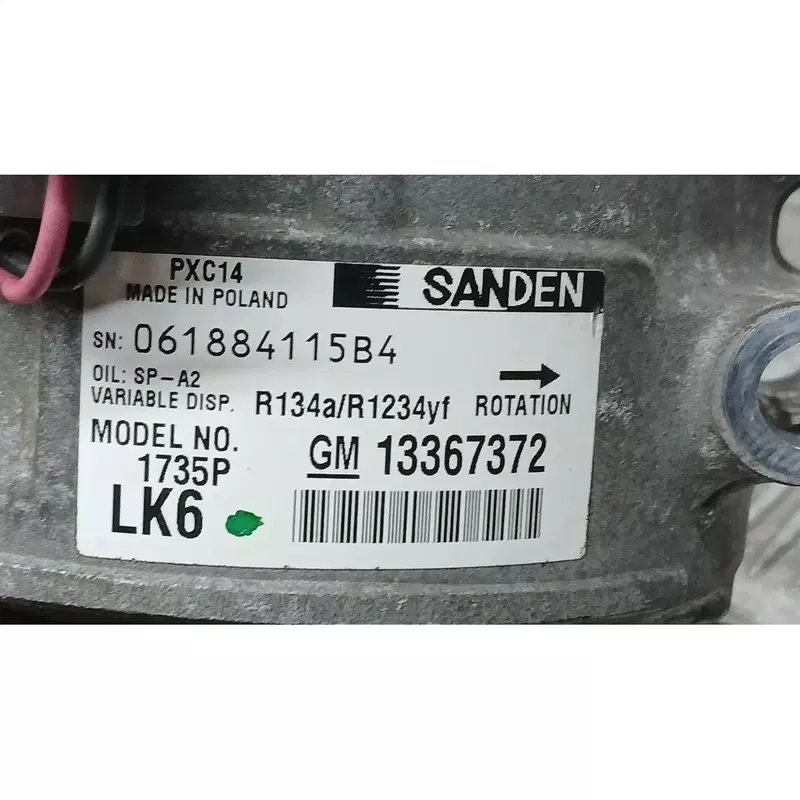 PXC14
MADE IN POLAND
SANDEN
SN: 061884115B4
OIL: SP-A2
VARIABLE DISP.
R134a/R1234yf
ROTATION
MODEL NO.
1735P
GM 13367372
LK6